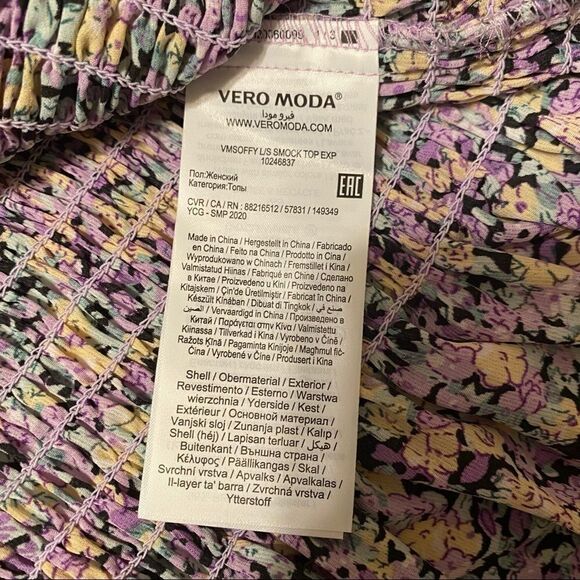 VERO MODA®
فيرو مودا
WWW.VEROMODA.COM
VMSOFFY L/S SMOCK TOP EXP
10246837
Пол:Женский
Категория:Топы
EAC
CVR / CA / RN : 88216512 / 57831 / 149349
YCG - SMP 2020
Made in China / Hergestellt in China / Fabricado
en China / Feito na China / Prodotto in Cina /
Wyprodukowano w Chinach / Fremstillet i Kina /
Valmistatud Hiinas / Fabriqué en Chine / Сделано
в Китае / Proizvedeno u Kini / Proizvedeno na
Kitajskem / Çin'de Üretilmiştir / Fabricat în China /
Készült Kínában / Dibuat di Tingkok / صنع في
الصين / Vervaardigd in China / Произведено в
Китай / Παράγεται στην Κίνα / Valmistettu
Kiinassa / Tillverkad i Kina / Vyrobeno v Číně /
Ražots Ķīnā / Pagaminta Kinijoje / Magħmul fiċ-
Ċina / Vyrobené v Číne / Produsert i Kina
Shell / Obermaterial / Exterior /
Revestimento / Esterno / Warstwa
wierzchnia / Yderside / Kest /
Extérieur / Основной материал /
Vanjski sloj / Zunanja plast / Kalıp /
Shell (héj) / Lapisan terluar / هيكل /
Buitenkant / Външна страна /
Κέλυφος / Päällikangas / Skal /
Svrchní vrstva / Apvalks / Apvalkalas /
Il-layer ta' barra / Zvrchná vrstva /
Ytterstoff